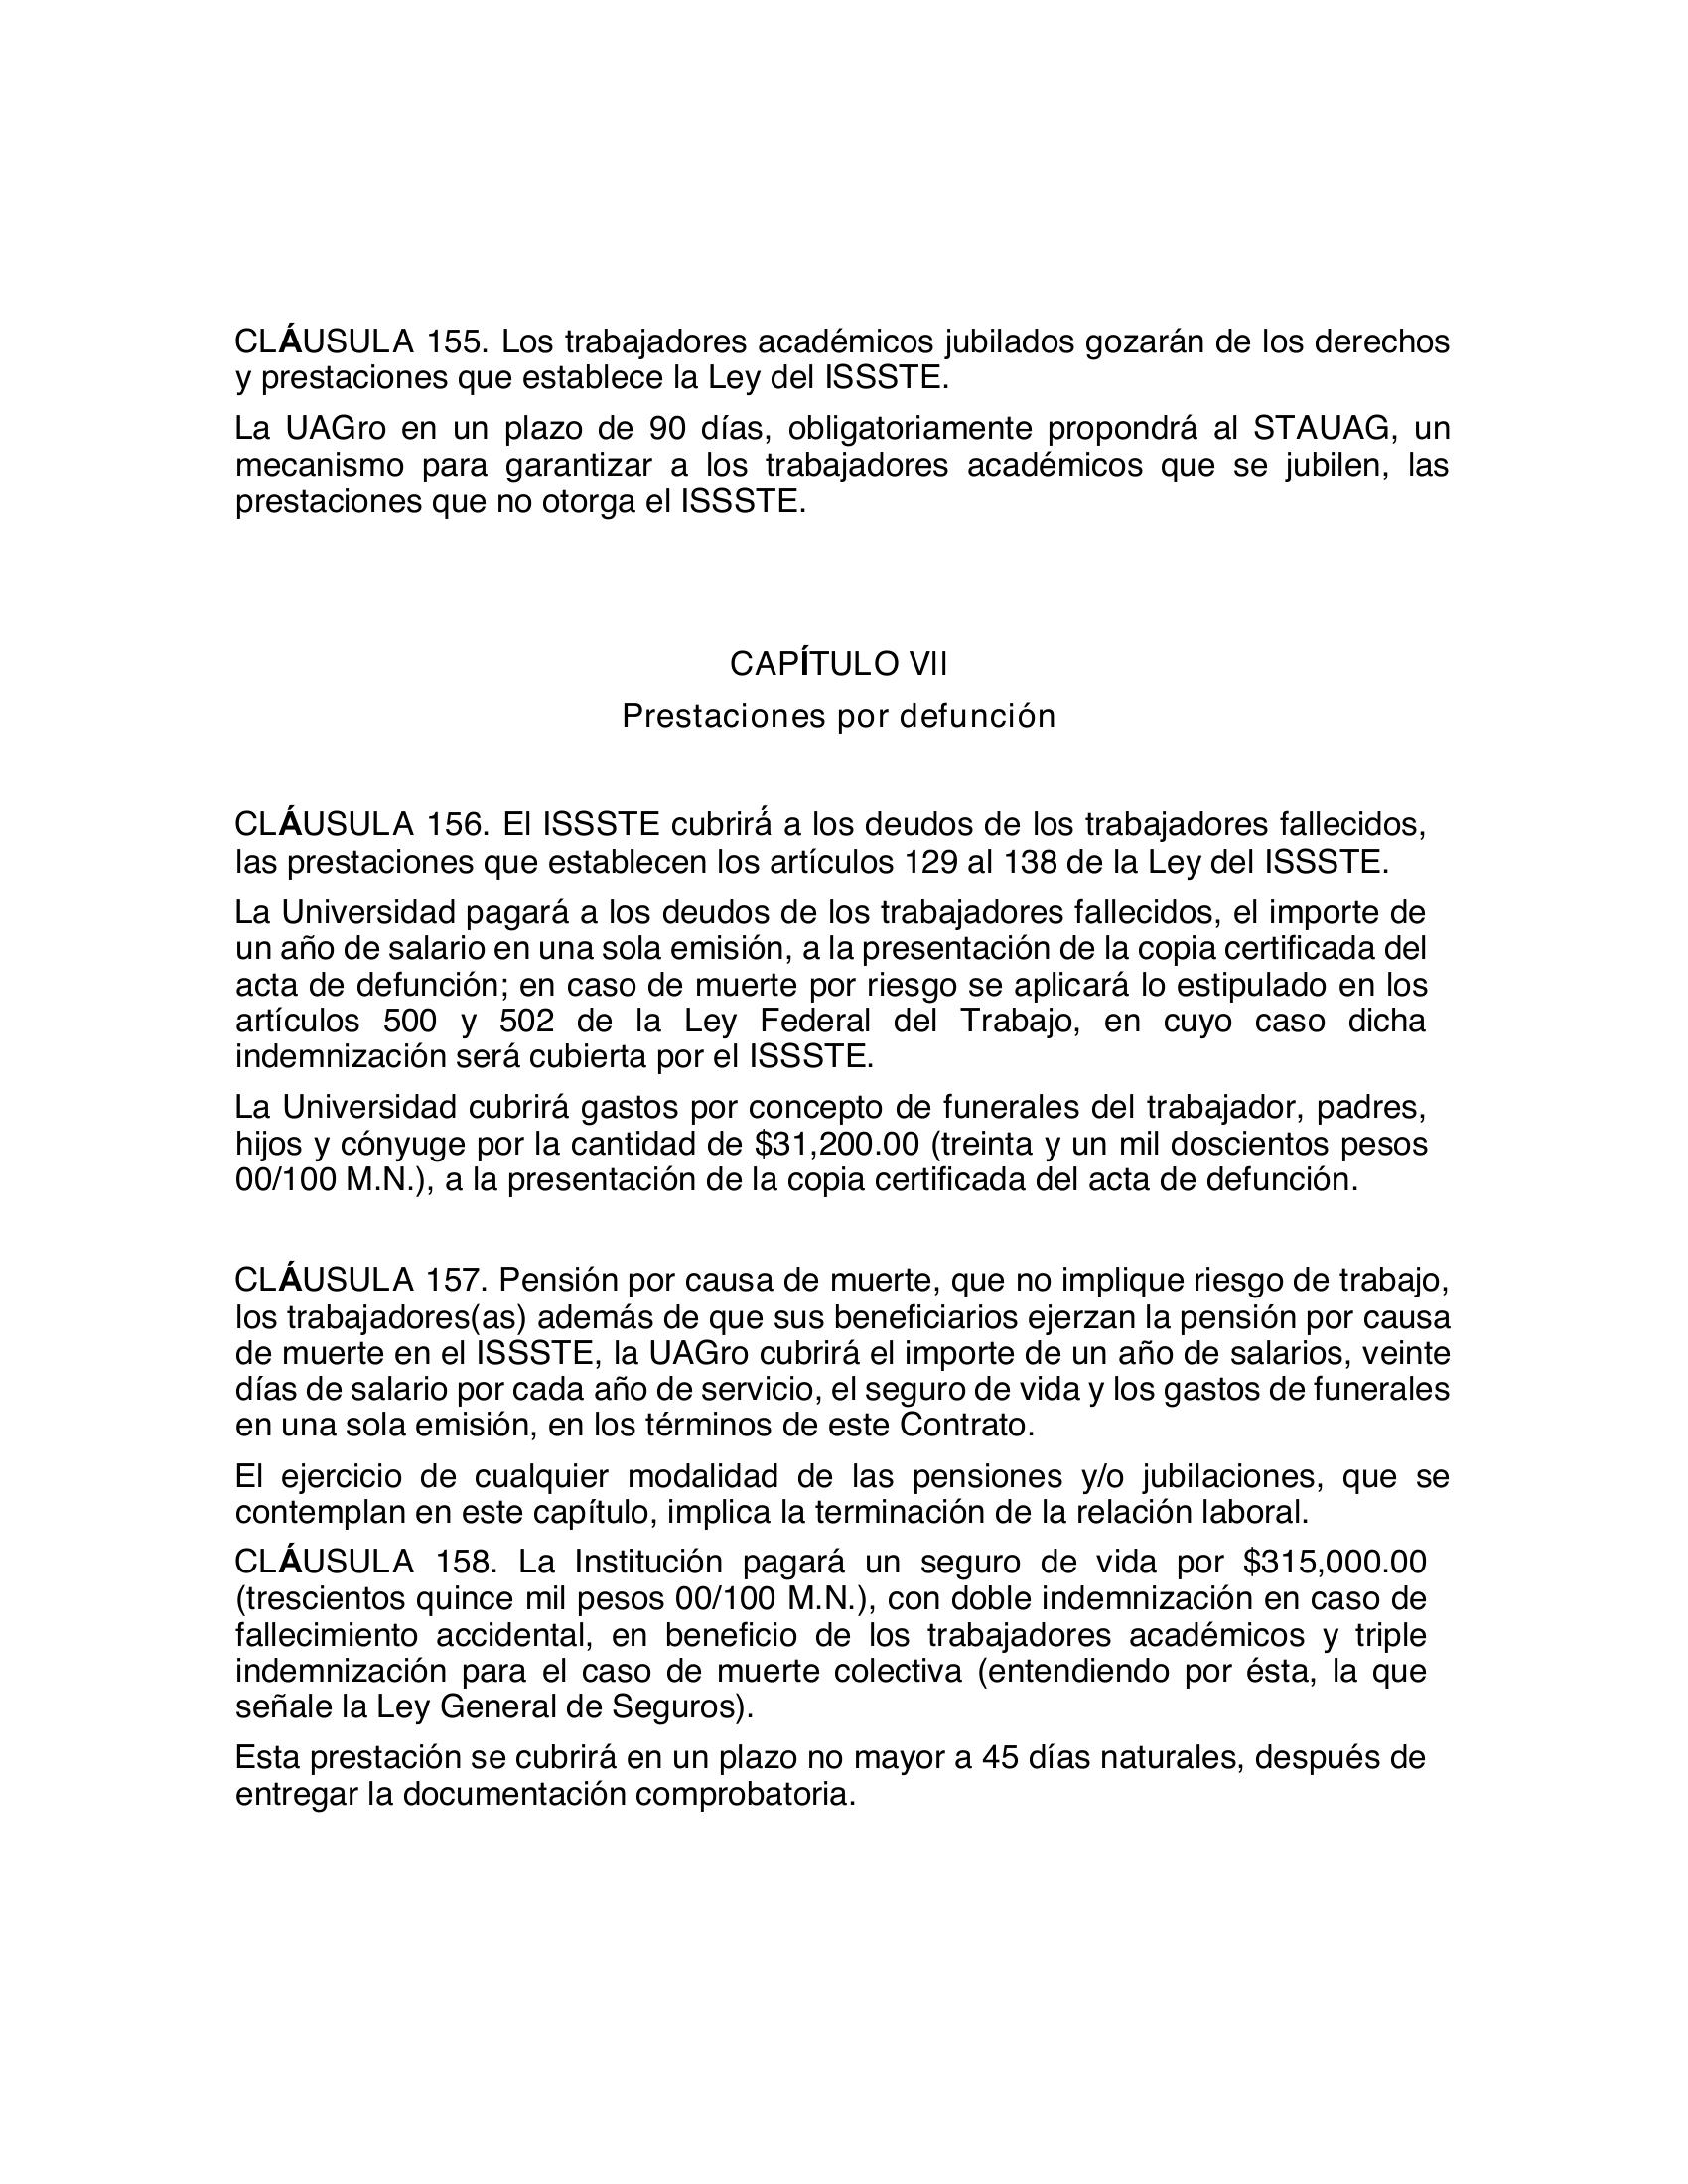 CLÁUSULA 155. Los trabajadores académicos jubilados gozarán de los derechos
y prestaciones que establece la Ley del ISSSTE.
La UAGro en un plazo de 90 días, obligatoriamente propondrá al STAUAG, un
mecanismo para garantizar a los trabajadores académicos que se jubilen, las
prestaciones que no otorga el ISSSTE.
CAPÍTULO VII
Prestaciones por defunción
CLÁUSULA 156. El ISSSTE cubrirá a los deudos de los trabajadores fallecidos,
las prestaciones que establecen los artículos 129 al 138 de la Ley del ISSSTE.
La Universidad pagará a los deudos de los trabajadores fallecidos, el importe de
un año de salario en una sola emisión, a la presentación de la copia certificada del
acta de defunción; en caso de muerte por riesgo se aplicará lo estipulado en los
artículos 500 y 502 de la Ley Federal del Trabajo, en cuyo caso dicha
indemnización será cubierta por el ISSSTE.
La Universidad cubrirá gastos por concepto de funerales del trabajador, padres,
hijos y cónyuge por la cantidad de $31,200.00 (treinta y un mil doscientos pesos
00/100 M.N.), a la presentación de la copia certificada del acta de defunción.
CLÁUSULA 157. Pensión por causa de muerte, que no implique riesgo de trabajo,
los trabajadores(as) además de que sus beneficiarios ejerzan la pensión por causa
de muerte en el ISSSTE, la UAGro cubrirá el importe de un año de salarios, veinte
días de salario por cada año de servicio, el seguro de vida y los gastos de funerales
en una sola emisión, en los términos de este Contrato.
El ejercicio de cualquier modalidad de las pensiones y/o jubilaciones, que se
contemplan en este capítulo, implica la terminación de la relación laboral.
CLÁUSULA 158. La Institución pagará un seguro de vida por $315,000.00
(trescientos quince mil pesos 00/100 M.N.), con doble indemnización en caso de
fallecimiento accidental, en beneficio de los trabajadores académicos y triple
indemnización para el caso de muerte colectiva (entendiendo por ésta, la que
señale la Ley General de Seguros).
Esta prestación se cubrirá en un plazo no mayor a 45 días naturales, después de
entregar la documentación comprobatoria.